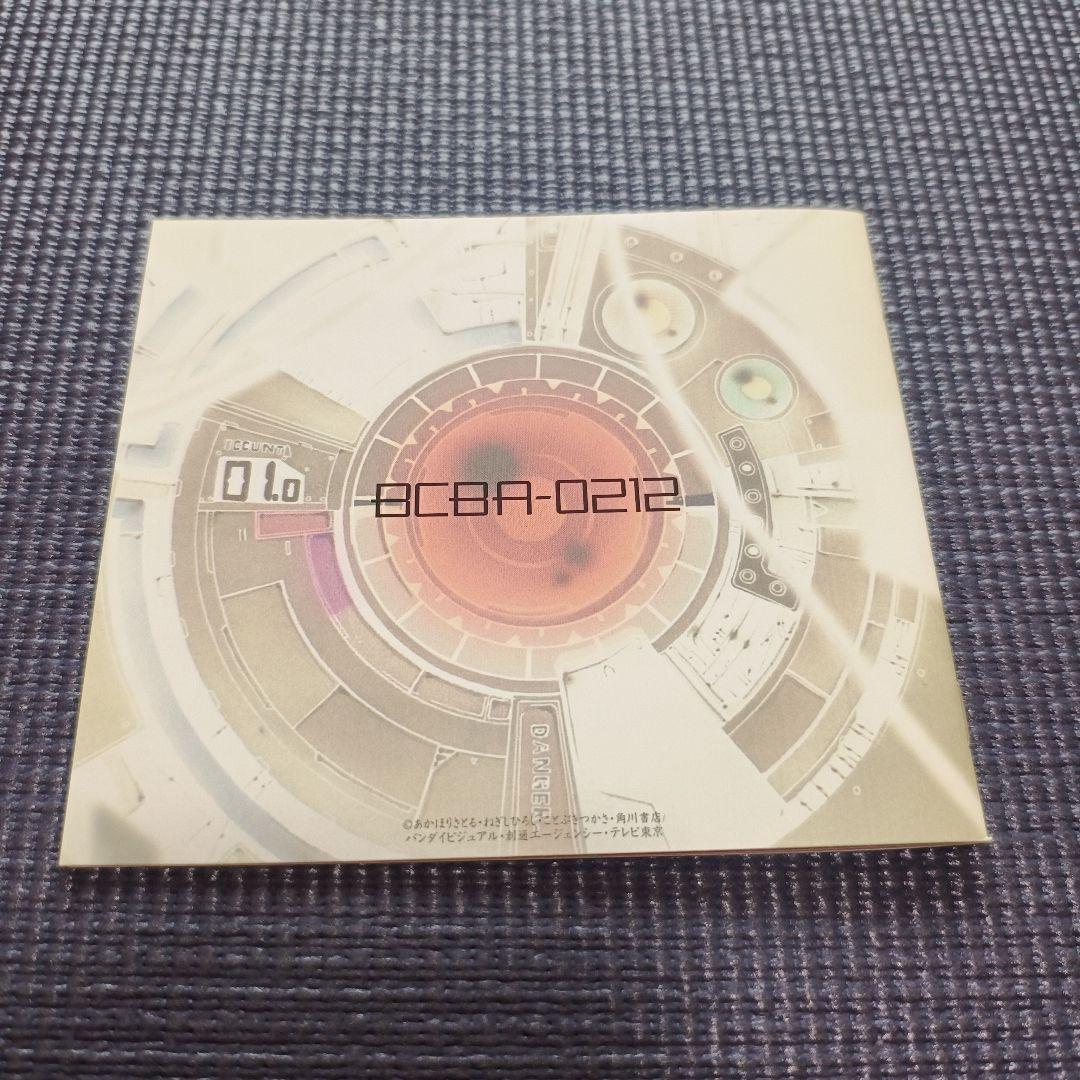 COUNT
01.0
BCBA-0212
DANGER
©あかほりさとる・ねぎしひろし・ことぶきつかさ・角川書店/
バンダイビジュアル・創通エージェンシー・テレビ東京